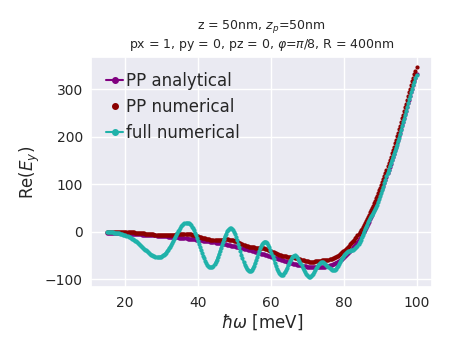 z = 50nm, z_p=50nm
px = 1, py = 0, pz = 0, φ=π/8, R = 400nm
PP analytical
PP numerical
full numerical
Re(E_y)
300
200
100
0
−100
20 40 60 80 100
ħω [meV]